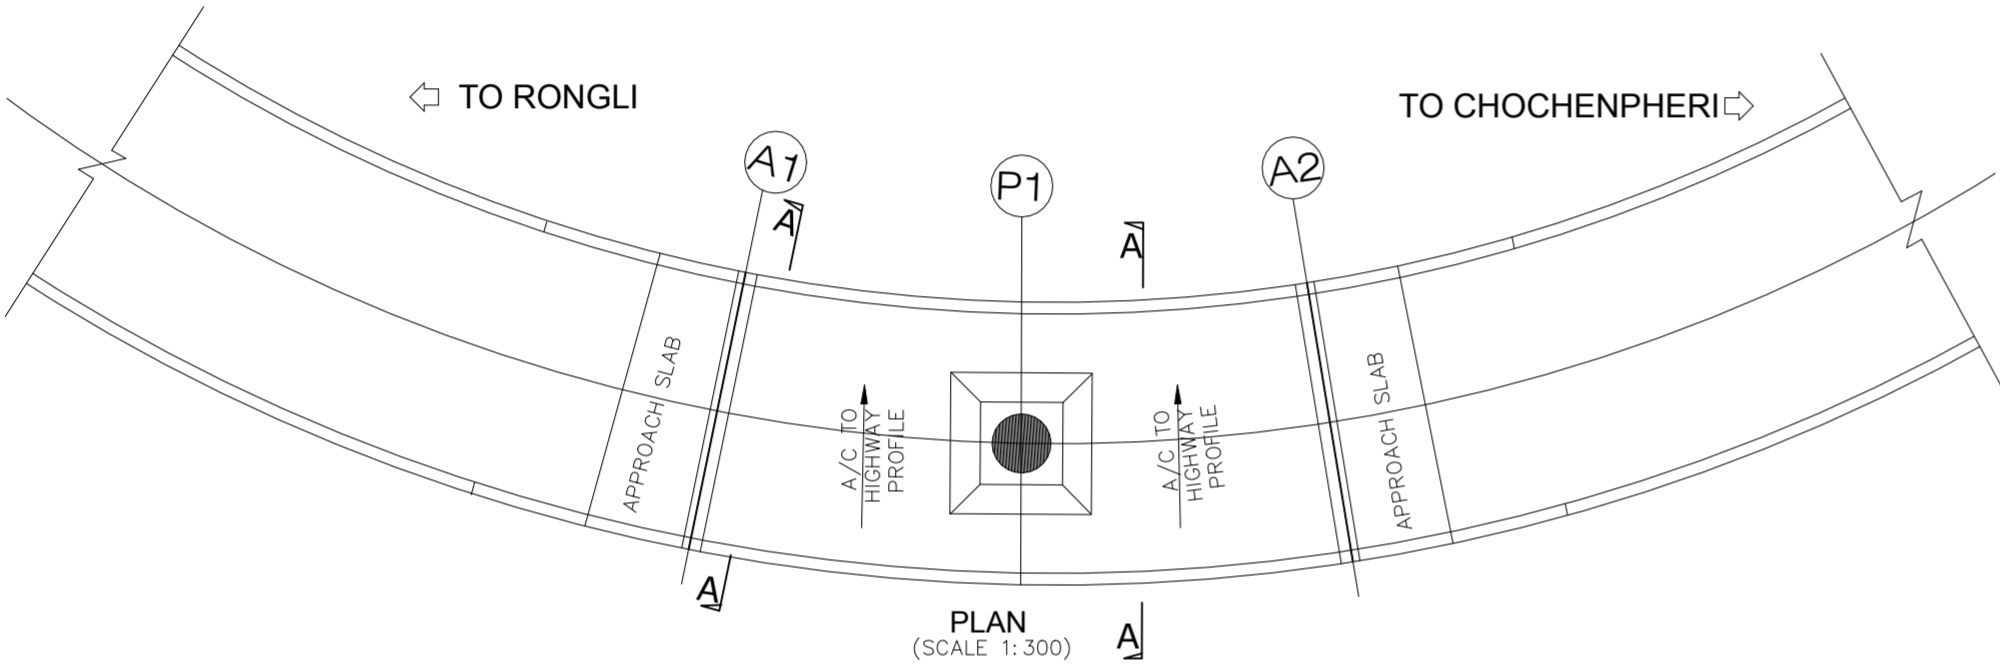 TO RONGLI
TO CHOCHENPHERI
A1
P1
A2
A
A
APPROACH SLAB
A/C TO
HIGHWAY
PROFILE
A/C TO
HIGHWAY
PROFILE
APPROACH SLAB
A
A
PLAN
(SCALE 1:300)